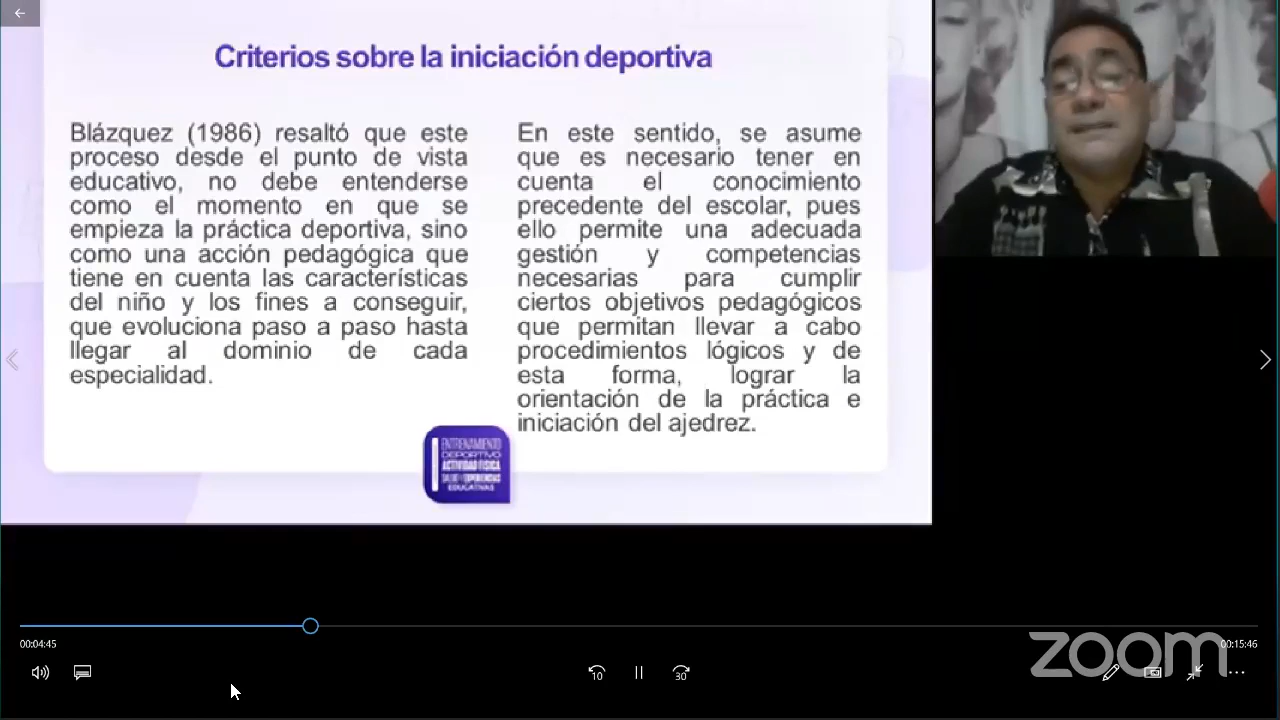 Criterios sobre la iniciación deportiva
Blázquez (1986) resaltó que este
proceso desde el punto de vista
educativo, no debe entenderse
como el momento en que se
empieza la práctica deportiva, sino
como una acción pedagógica que
tiene en cuenta las características
del niño y los fines a conseguir,
que evoluciona paso a paso hasta
llegar al dominio de cada
especialidad.
En este sentido, se asume
que es necesario tener en
cuenta el conocimiento
precedente del escolar, pues
ello permite una adecuada
gestión y competencias
necesarias para cumplir
ciertos objetivos pedagógicos
que permitan llevar a cabo
procedimientos lógicos y de
esta forma, lograr la
orientación de la práctica e
iniciación del ajedrez.
ENTRENAMIENTO
DEPORTIVO
ACTIVIDAD FÍSICA
SALUD Y EXPERIENCIAS
EDUCATIVAS
00:04:45
00:15:46
10
30
zoom